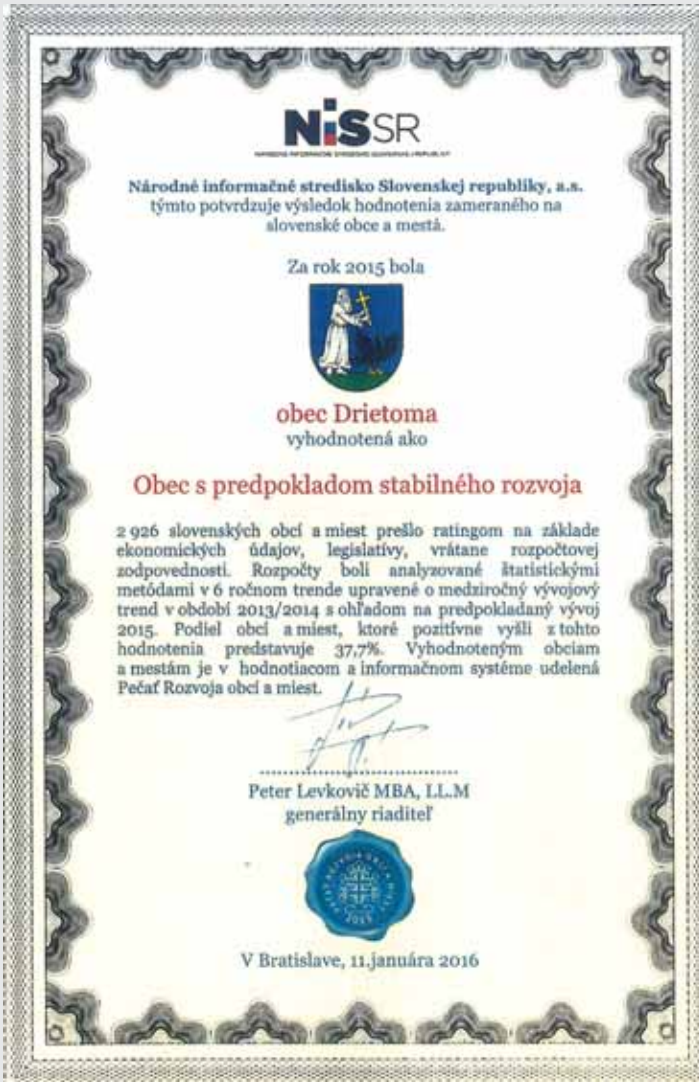 NiSSR
NÁRODNÉ INFORMAČNÉ STREDISKO SLOVENSKEJ REPUBLIKY
Národné informačné stredisko Slovenskej republiky, a.s.
týmto potvrdzuje výsledok hodnotenia zameraného na
slovenské obce a mestá.
Za rok 2015 bola
obec Drietoma
vyhodnotená ako
Obec s predpokladom stabilného rozvoja
2 926 slovenských obcí a miest prešlo ratingom na základe
ekonomických údajov, legislatívy, vrátane rozpočtovej
zodpovednosti. Rozpočty boli analyzované štatistickými
metódami v 6 ročnom trende upravené o medziročný vývojový
trend v období 2013/2014 s ohľadom na predpokladaný vývoj
2015. Podiel obcí a miest, ktoré pozitívne vyšli z tohto
hodnotenia predstavuje 37,7%. Vyhodnoteným obciam
a mestám je v hodnotiacom a informačnom systéme udelená
Pečať Rozvoja obcí a miest.
Peter Levkovič MBA, LL.M
generálny riaditeľ
V Bratislave, 11.januára 2016